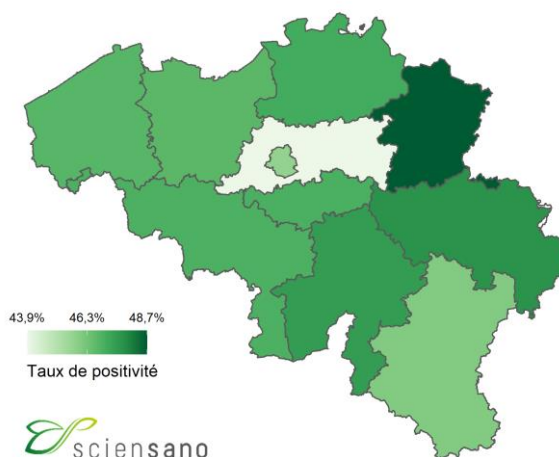 43,9% 46,3% 48,7%
Taux de positivité
sciensano